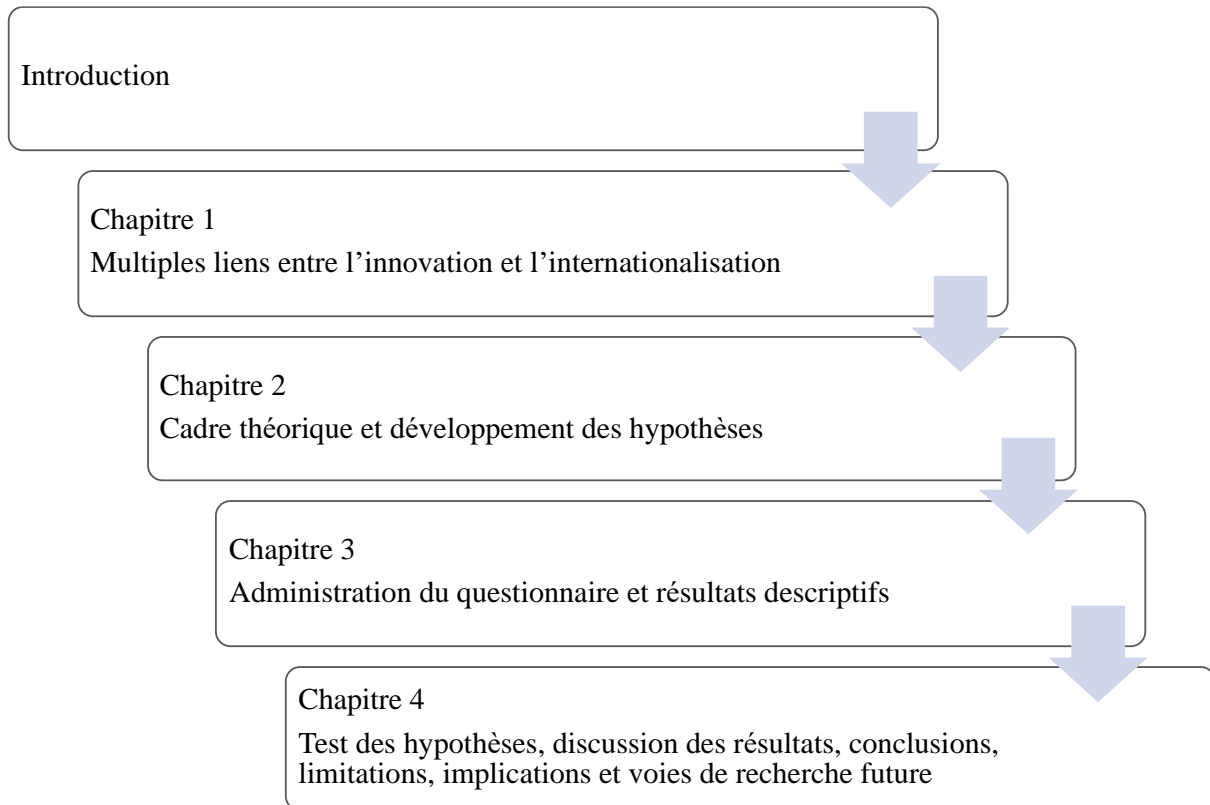 Introduction
Chapitre 1
Multiples liens entre l’innovation et l’internationalisation
Chapitre 2
Cadre théorique et développement des hypothèses
Chapitre 3
Administration du questionnaire et résultats descriptifs
Chapitre 4
Test des hypothèses, discussion des résultats, conclusions,
limitations, implications et voies de recherche future